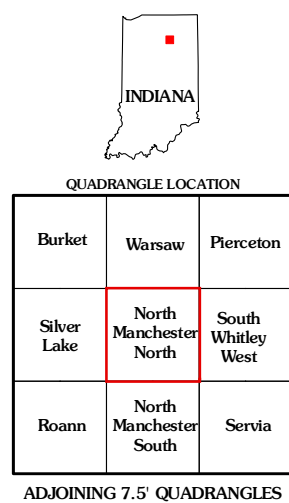 INDIANA
QUADRANGLE LOCATION
Burket
Warsaw
Pierceton
Silver
Lake
North
Manchester
North
South
Whitley
West
Roann
North
Manchester
South
Servia
ADJOINING 7.5' QUADRANGLES